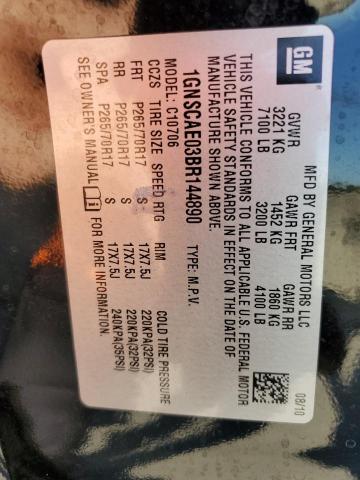 GM
MFD BY GENERAL MOTORS LLC 08/10
GVWR GAWR FRT GAWR RR
3221 KG 1452 KG 1860 KG
7100 LB 3200 LB 4100 LB
THIS VEHICLE CONFORMS TO ALL APPLICABLE U.S. FEDERAL MOTOR
VEHICLE SAFETY STANDARDS IN EFFECT ON THE DATE OF
MANUFACTURE SHOWN ABOVE.
1GNSCAE03BR144890 TYPE: M.P.V.
MODEL: C10706
CCZS TIRE SIZE SPEED RTG RIM COLD TIRE PRESSURE
FRT P265/70R17 S 17X7.5J 220KPA(32PSI)
RR P265/70R17 S 17X7.5J 220KPA(32PSI)
SPA P265/70R17 S 17X7.5J 240KPA(35PSI)
SEE OWNER'S MANUAL FOR MORE INFORMATION.